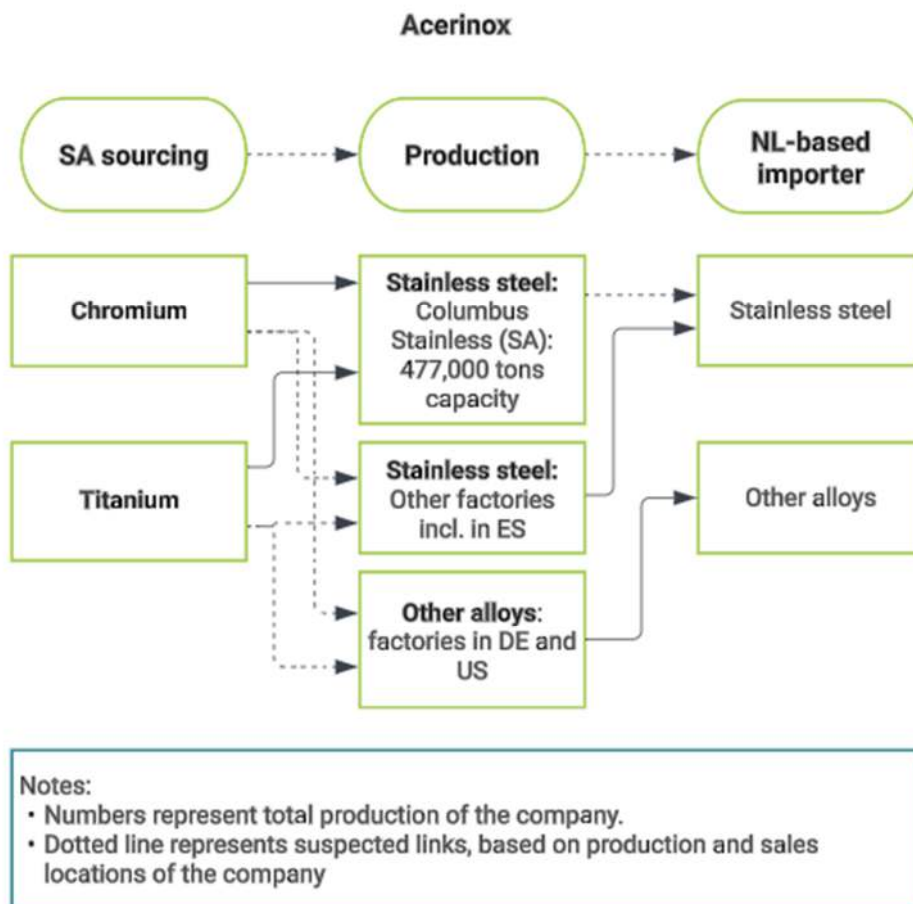 Acerinox
SA sourcing
Production
NL-based
importer
Chromium
Titanium
Stainless steel:
Columbus
Stainless (SA):
477,000 tons
capacity
Stainless steel:
Other factories
incl. in ES
Other alloys:
factories in DE and
US
Stainless steel
Other alloys
Notes:
• Numbers represent total production of the company.
• Dotted line represents suspected links, based on production and sales
locations of the company